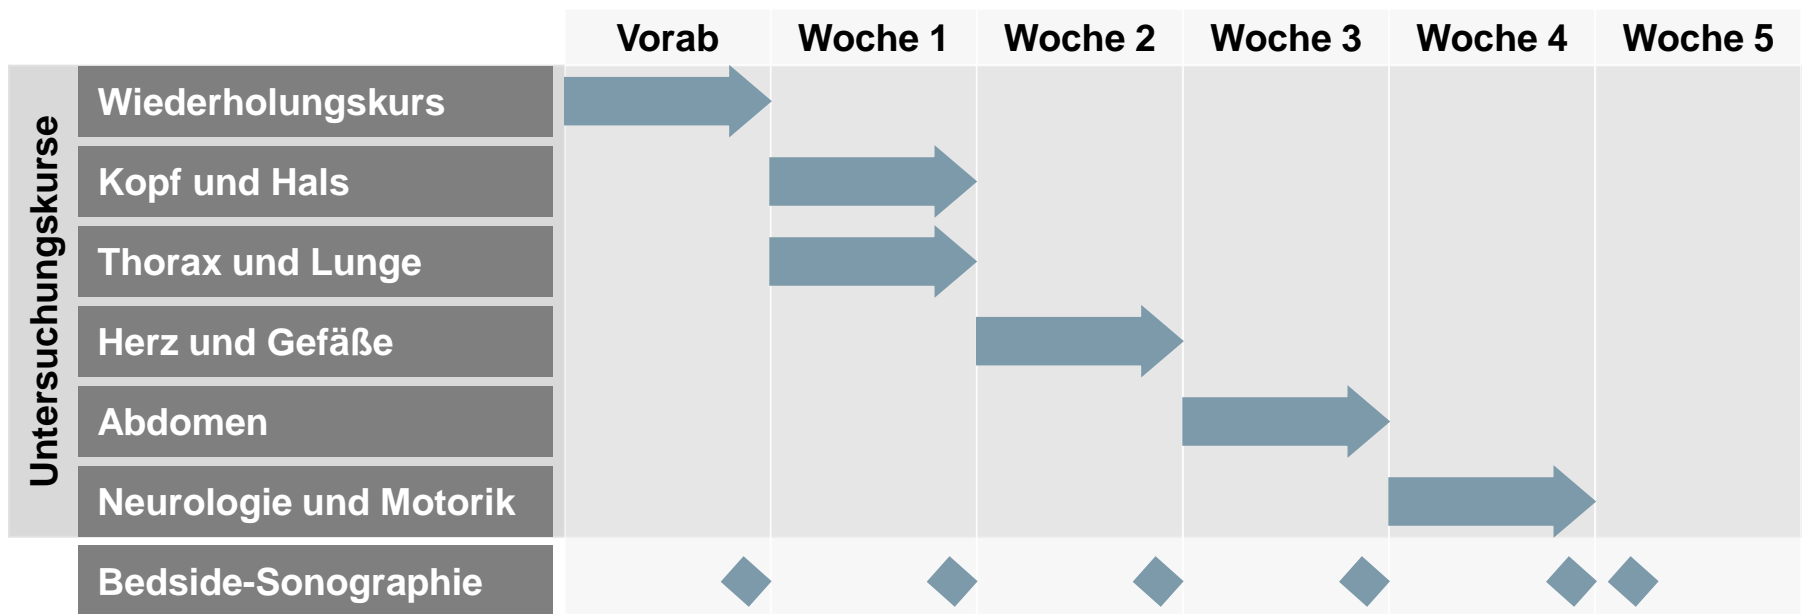 Vorab Woche 1 Woche 2 Woche 3 Woche 4 Woche 5
Untersuchungskurse
Wiederholungskurs
Kopf und Hals
Thorax und Lunge
Herz und Gefäße
Abdomen
Neurologie und Motorik
Bedside-Sonographie